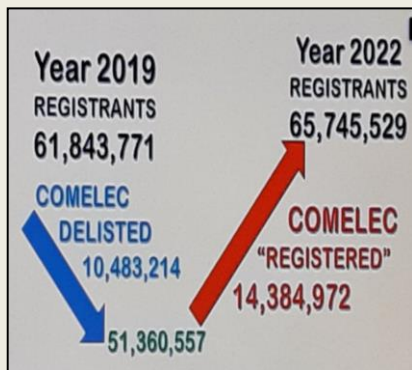 Year 2019
REGISTRANTS
61,843,771
COMELEC
DELISTED
10,483,214
51,360,557
Year 2022
REGISTRANTS
65,745,529
COMELEC
“REGISTERED”
14,384,972